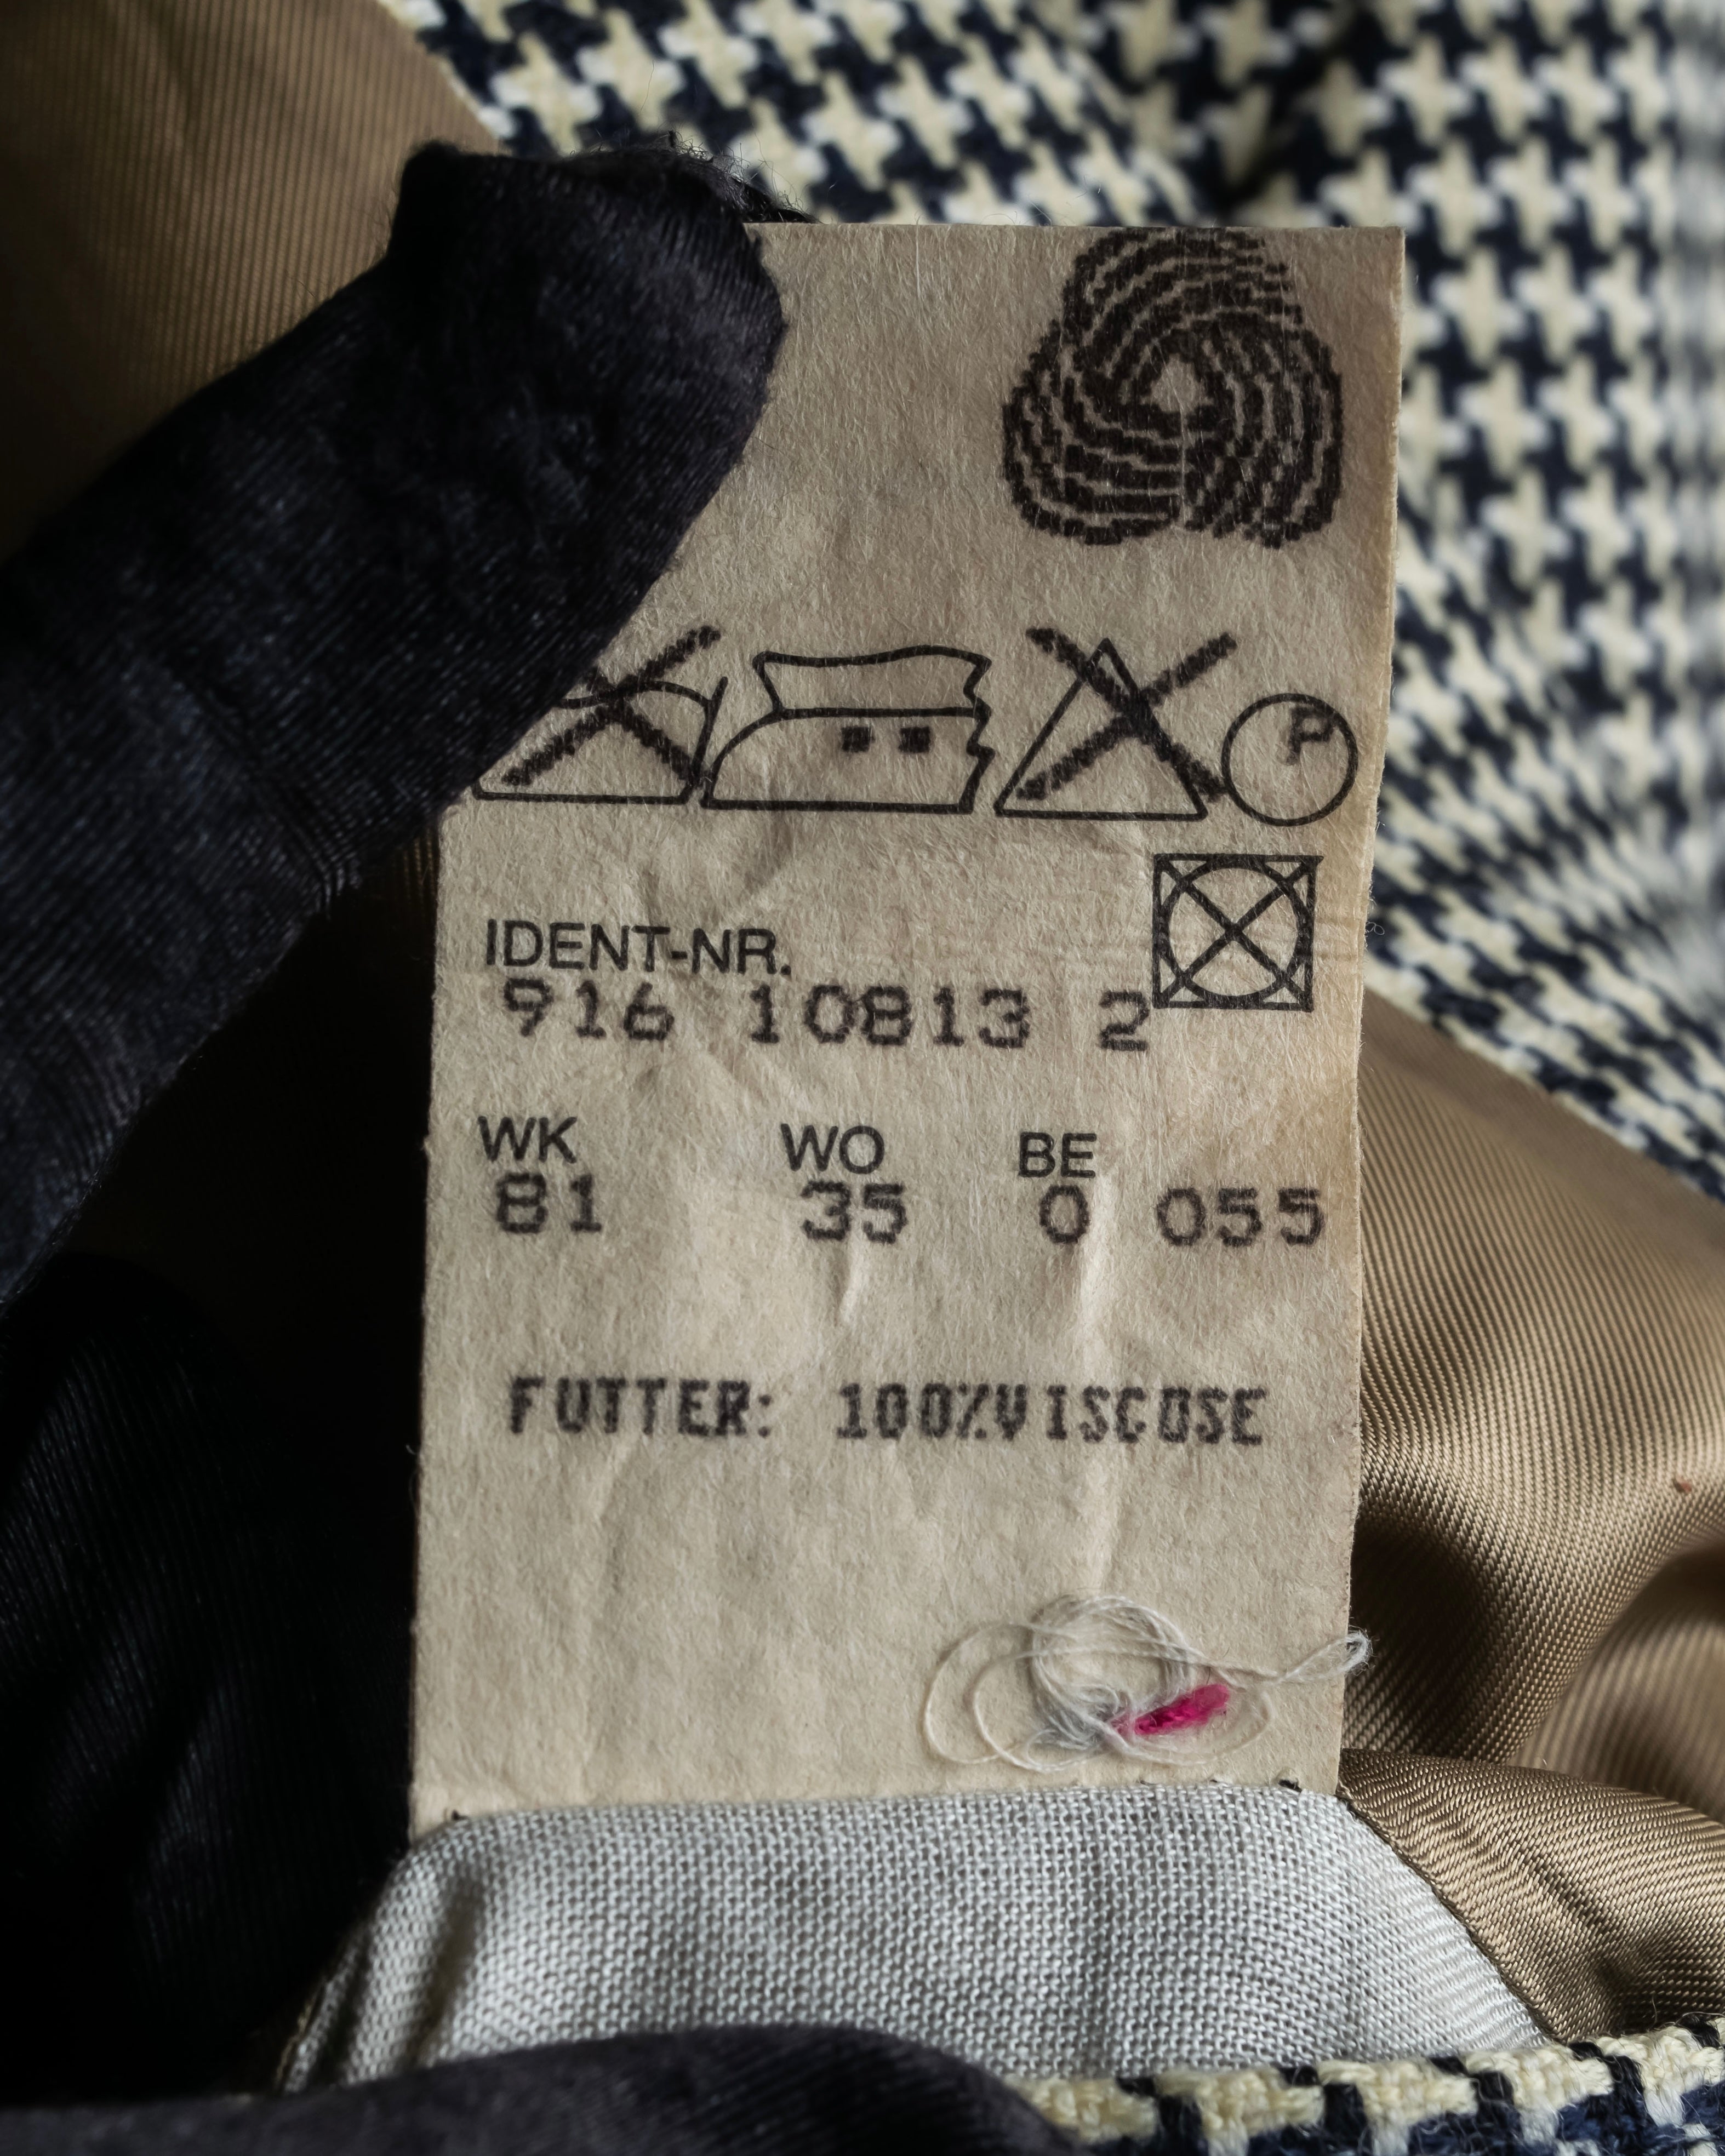 P
IDENT-NR.
916 10813 2
WK WO BE
81 35 0 055
FUTTER: 100%VISCOSE